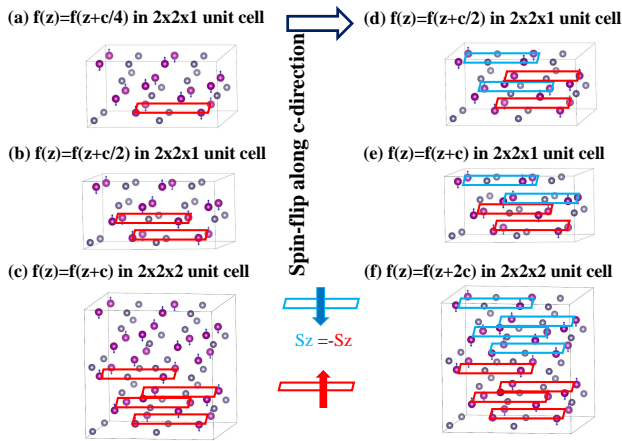 (a) f(z)=f(z+c/4) in 2x2x1 unit cell
(b) f(z)=f(z+c/2) in 2x2x1 unit cell
(c) f(z)=f(z+c) in 2x2x2 unit cell
Spin-flip along c-direction
Sz =-Sz
(d) f(z)=f(z+c/2) in 2x2x1 unit cell
(e) f(z)=f(z+c) in 2x2x1 unit cell
(f) f(z)=f(z+2c) in 2x2x2 unit cell